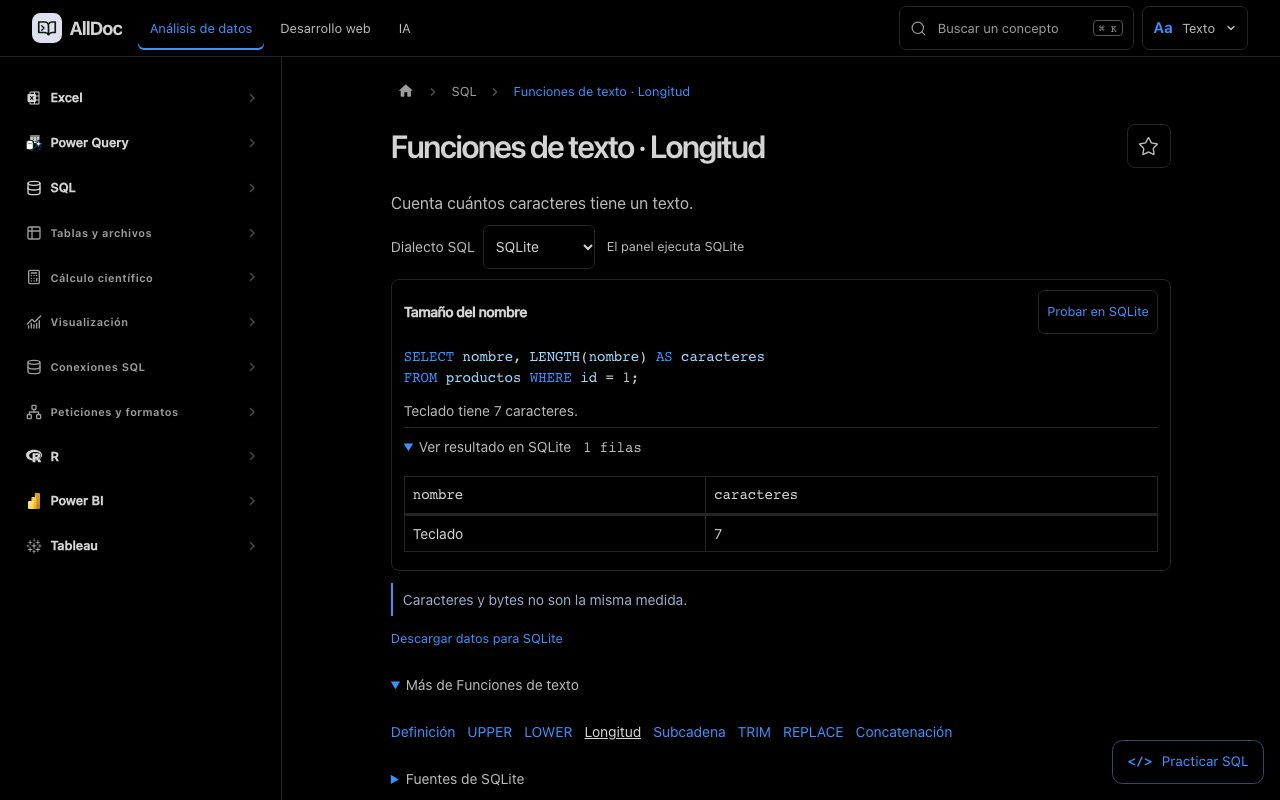 AllDoc
Análisis de datos
Desarrollo web
IA
Buscar un concepto
⌘ K
Aa Texto
Excel
Power Query
SQL
Tablas y archivos
Cálculo científico
Visualización
Conexiones SQL
Peticiones y formatos
R
Power BI
Tableau
SQL
Funciones de texto · Longitud
Funciones de texto · Longitud
Cuenta cuántos caracteres tiene un texto.
Dialecto SQL SQLite El panel ejecuta SQLite
Tamaño del nombre
Probar en SQLite
SELECT nombre, LENGTH(nombre) AS caracteres
FROM productos WHERE id = 1;
Teclado tiene 7 caracteres.
Ver resultado en SQLite 1 filas
nombre caracteres
Teclado 7
Caracteres y bytes no son la misma medida.
Descargar datos para SQLite
Más de Funciones de texto
Definición UPPER LOWER Longitud Subcadena TRIM REPLACE Concatenación
Fuentes de SQLite
</> Practicar SQL